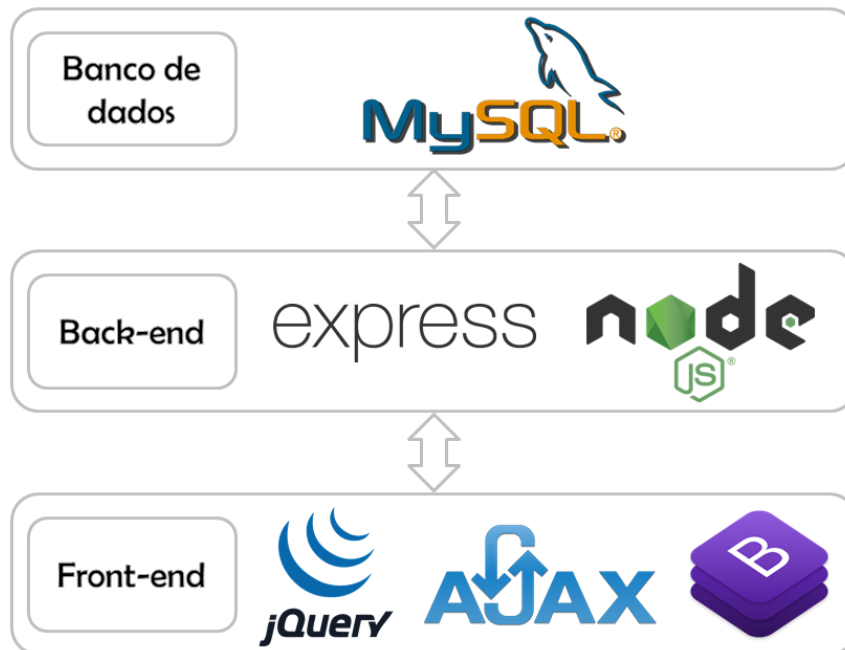 Banco de
dados
MySQL®
Back-end
express
node
JS®
Front-end
jQuery
AJAX
B